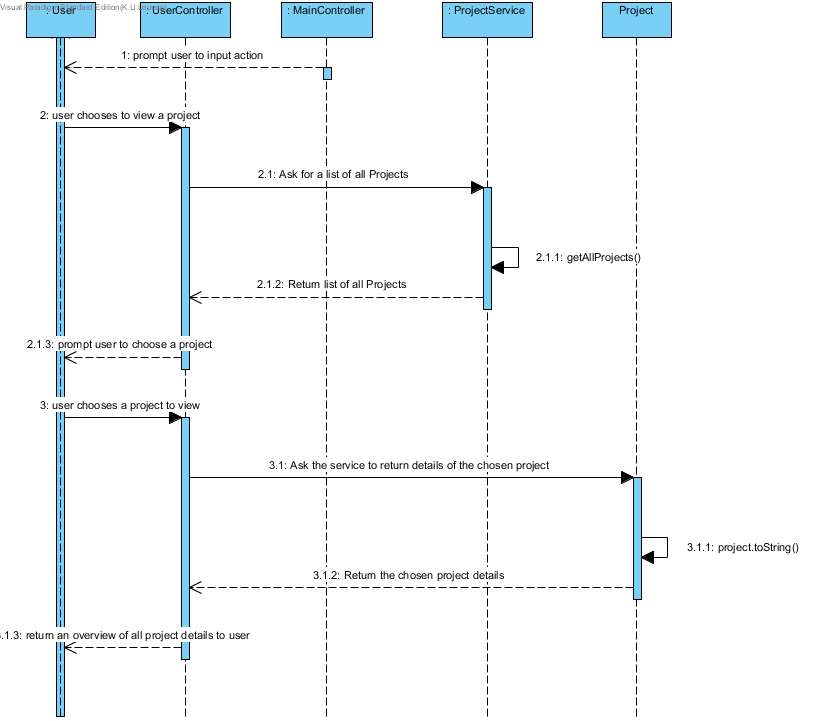 Visual Paradigm Standard Edition(K.U.Leuven)
: User
: UserController
: MainController
: ProjectService
Project
1: prompt user to input action
2: user chooses to view a project
2.1: Ask for a list of all Projects
2.1.1: getAllProjects()
2.1.2: Return list of all Projects
2.1.3: prompt user to choose a project
3: user chooses a project to view
3.1: Ask the service to return details of the chosen project
3.1.1: project.toString()
3.1.2: Return the chosen project details
.1.3: return an overview of all project details to user